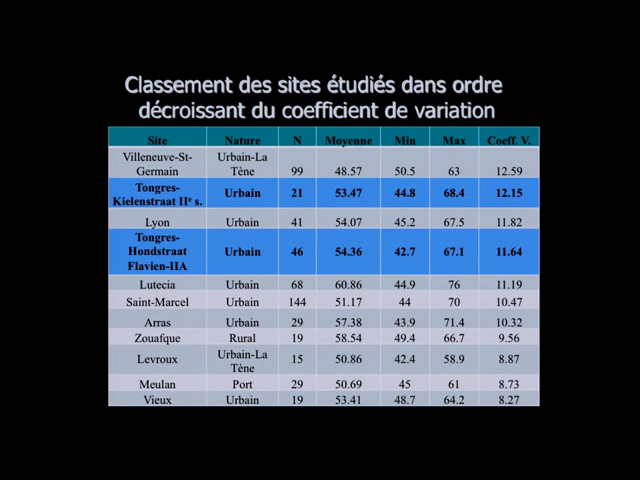 Classement des sites étudiés dans ordre
décroissant du coefficient de variation
Site Nature N Moyenne Min Max Coeff. V.
Villeneuve-St-Germain Urbain-La Tène 99 48.57 50.5 63 12.59
Tongres-Kielenstraat IIe s. Urbain 21 53.47 44.8 68.4 12.15
Lyon Urbain 41 54.07 45.2 67.5 11.82
Tongres-Hondstraat Flavien-IIA Urbain 46 54.36 42.7 67.1 11.64
Lutecia Urbain 68 60.86 44.9 76 11.19
Saint-Marcel Urbain 144 51.17 44 70 10.47
Arras Urbain 29 57.38 43.9 71.4 10.32
Zouafque Rural 19 58.54 49.4 66.7 9.56
Levroux Urbain-La Tène 15 50.86 42.4 58.9 8.87
Meulan Port 29 50.69 45 61 8.73
Vieux Urbain 19 53.41 48.7 64.2 8.27